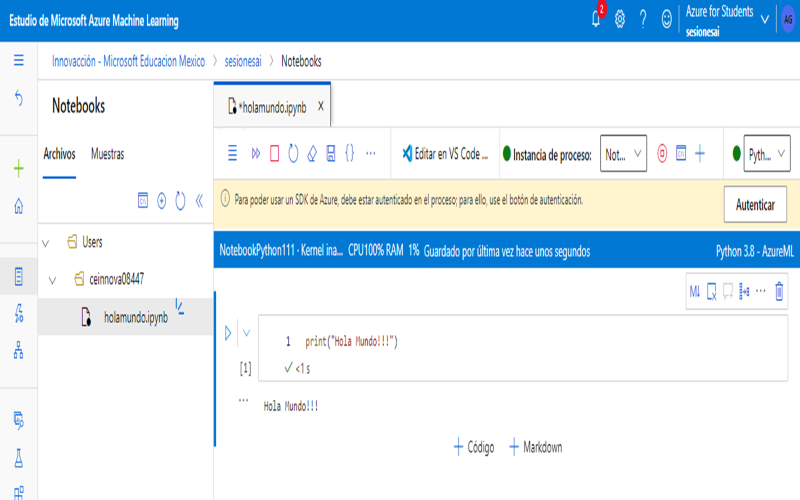 Estudio de Microsoft Azure Machine Learning
2
Azure for Students
sesionesai
AG
Innovacción - Microsoft Educacion Mexico > sesionesai > Notebooks
Notebooks
Archivos Muestras
Users
ceinnova08447
holamundo.ipynb
*holamundo.ipynb X
Editar en VS Code ... Instancia de proceso: Not... Pyth...
Para poder usar un SDK de Azure, debe estar autenticado en el proceso; para ello, use el botón de autenticación. Autenticar
NotebookPython111 · Kernel ina... CPU100% RAM 1% Guardado por última vez hace unos segundos Python 3.8 - AzureML
M↓
1 print("Hola Mundo!!!")
[1] ✓ <1 s
Hola Mundo!!!
+ Código + Markdown